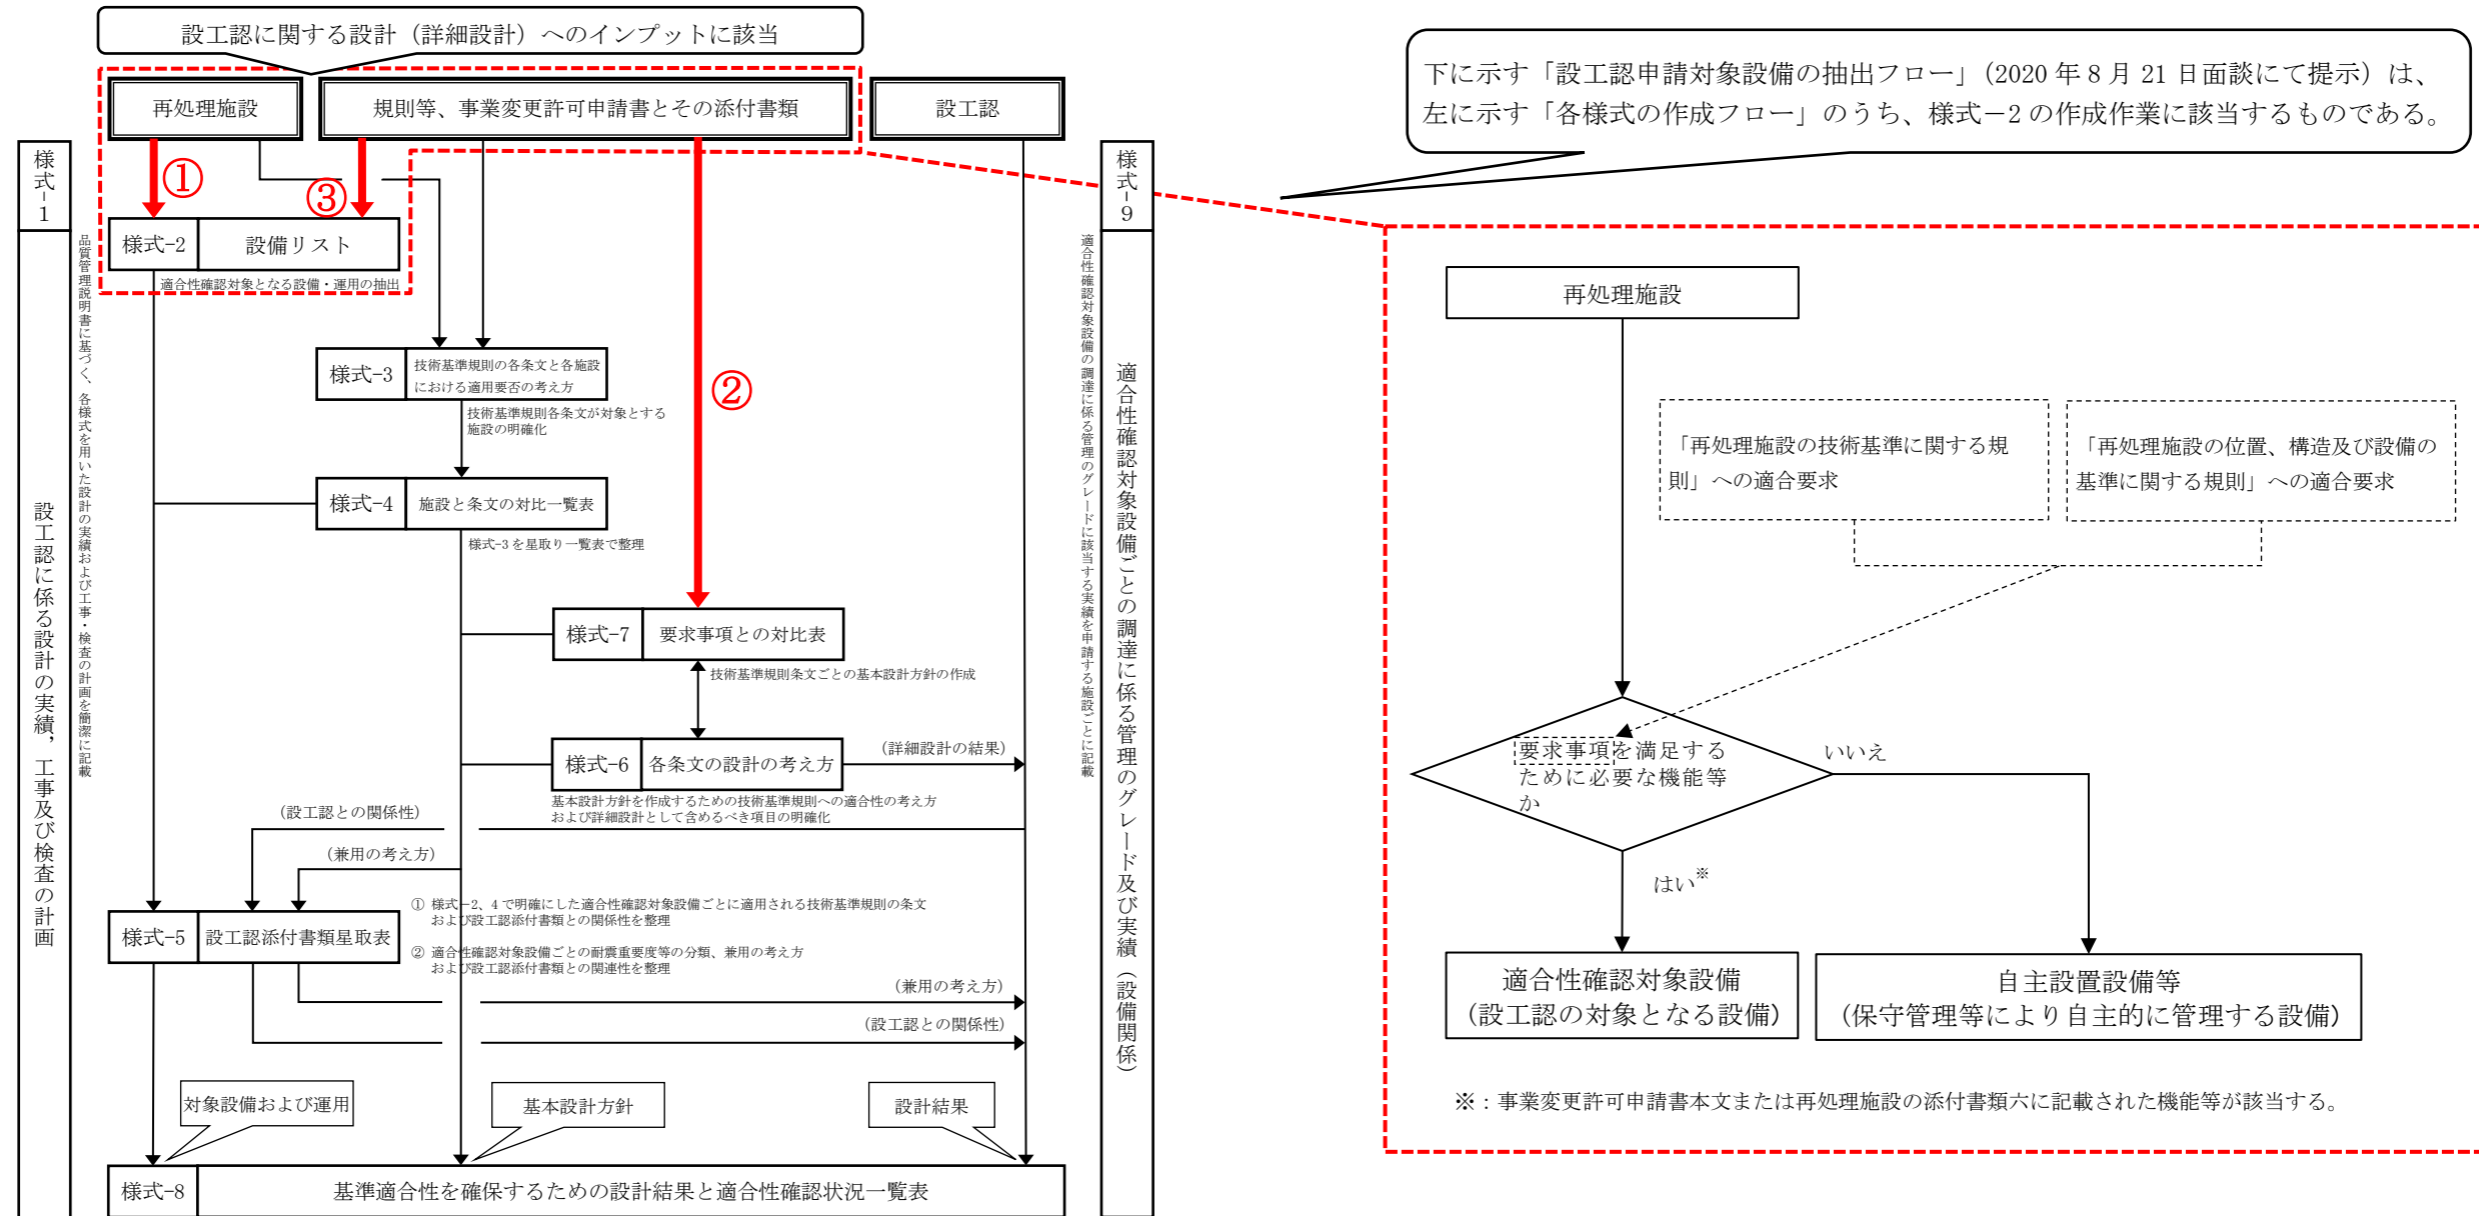 設工認に関する設計（詳細設計）へのインプットに該当
再処理施設
規則等、事業変更許可申請書とその添付書類
設工認
①
③
②
様式-1
設工認に係る設計の実績，工事及び検査の計画
品質管理説明書に基づく、各様式を用いた設計の実績および工事・検査の計画を簡潔に記載
様式-2
設備リスト
適合性確認対象となる設備・運用の抽出
様式-3
技術基準規則の各条文と各施設
における適用要否の考え方
技術基準規則各条文が対象とする
施設の明確化
様式-4
施設と条文の対比一覧表
様式-3を星取り一覧表で整理
様式-7
要求事項との対比表
技術基準規則条文ごとの基本設計方針の作成
様式-6
各条文の設計の考え方
（詳細設計の結果）
基本設計方針を作成するための技術基準規則への適合性の考え方
および詳細設計として含めるべき項目の明確化
（設工認との関係性）
（兼用の考え方）
様式-5
設工認添付書類星取表
① 様式－2、4で明確にした適合性確認対象設備ごとに適用される技術基準規則の条文
および設工認添付書類との関係性を整理
② 適合性確認対象設備ごとの耐震重要度等の分類、兼用の考え方
および設工認添付書類との関連性を整理
（兼用の考え方）
（設工認との関係性）
対象設備および運用
基本設計方針
設計結果
様式-8
基準適合性を確保するための設計結果と適合性確認状況一覧表
様式-9
適合性確認対象設備ごとの調達に係る管理のグレード及び実績（設備関係）
適合性確認対象設備の調達に係る管理のグレードに該当する実績を申請する施設ごとに記載
下に示す「設工認申請対象設備の抽出フロー」（2020年8月21日面談にて提示）は、
左に示す「各様式の作成フロー」のうち、様式－2の作成作業に該当するものである。
再処理施設
「再処理施設の技術基準に関する規
則」への適合要求
「再処理施設の位置、構造及び設備の
基準に関する規則」への適合要求
要求事項を満足する
ために必要な機能等
か
いいえ
はい※
適合性確認対象設備
（設工認の対象となる設備）
自主設置設備等
（保守管理等により自主的に管理する設備）
※：事業変更許可申請書本文または再処理施設の添付書類六に記載された機能等が該当する。